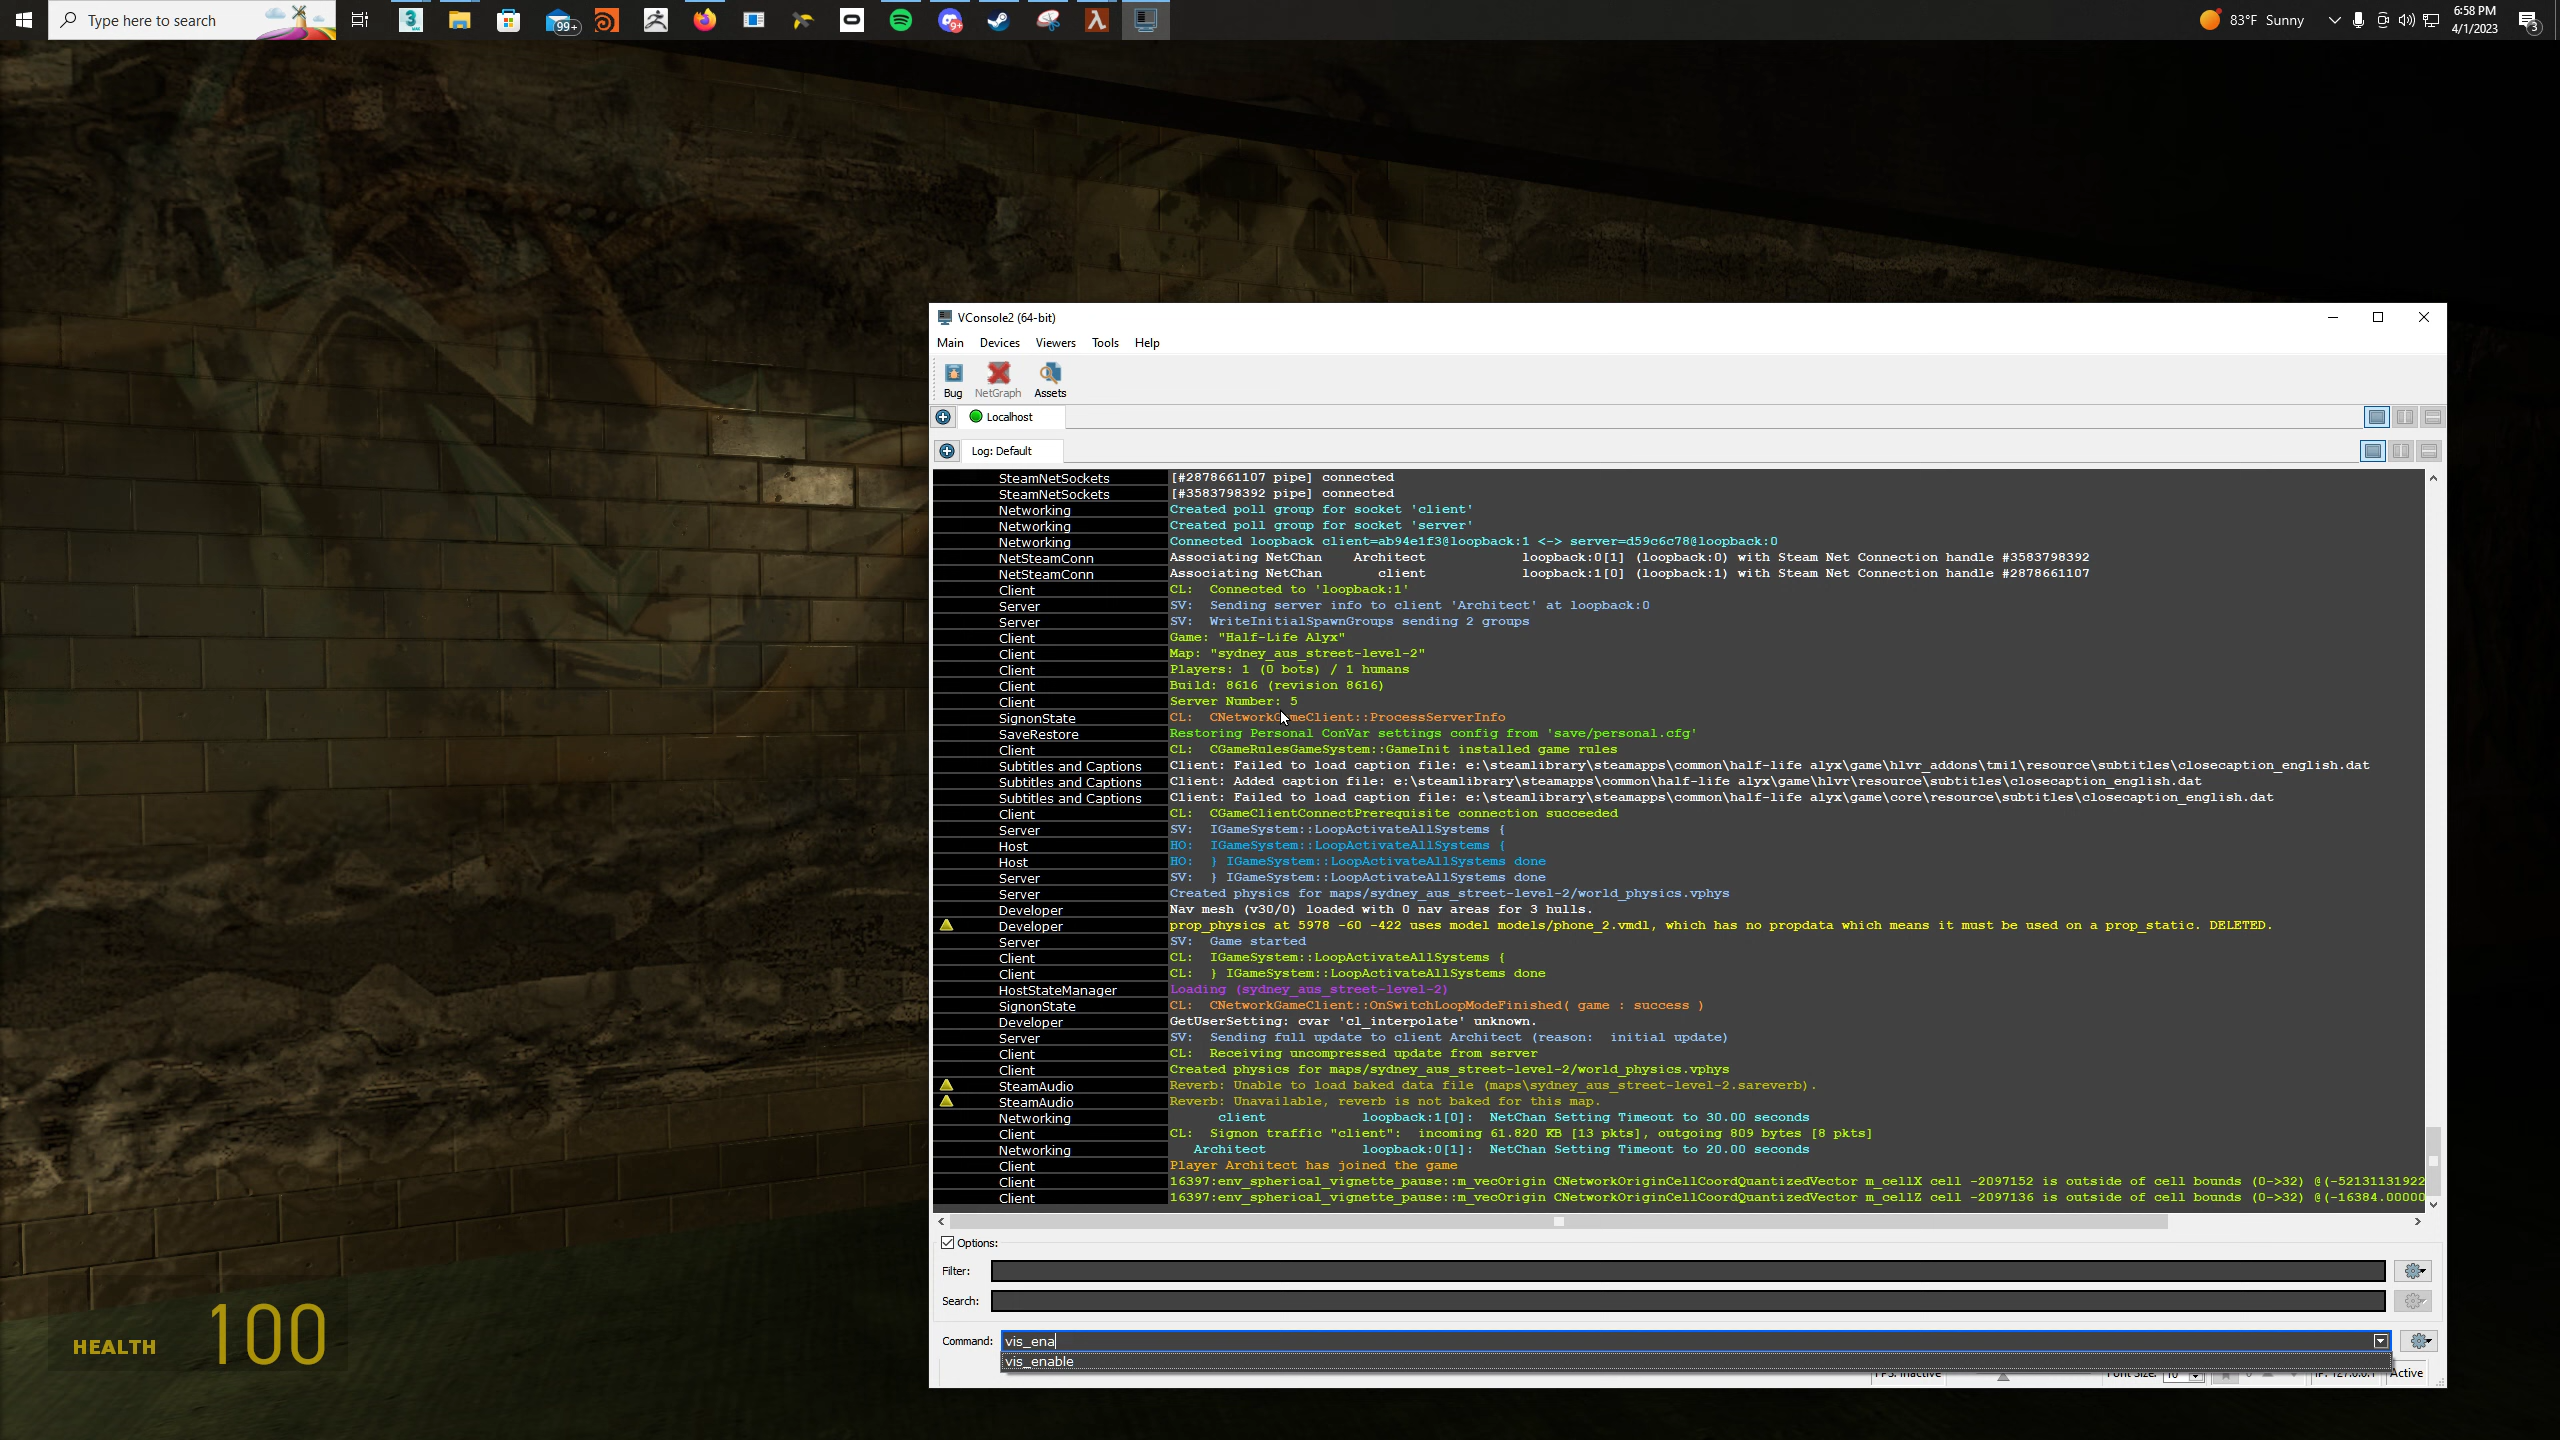 Type here to search
99+
9+
83°F Sunny
6:58 PM
4/1/2023
3
VConsole2 (64-bit)
Main Devices Viewers Tools Help
Bug NetGraph Assets
Localhost
Log: Default
SteamNetSockets [#2878661107 pipe] connected
SteamNetSockets [#3583798392 pipe] connected
Networking Created poll group for socket 'client'
Networking Created poll group for socket 'server'
Networking Connected loopback client=ab94e1f3@loopback:1 <-> server=d59c6c78@loopback:0
NetSteamConn Associating NetChan Architect loopback:0[1] (loopback:0) with Steam Net Connection handle #3583798392
NetSteamConn Associating NetChan client loopback:1[0] (loopback:1) with Steam Net Connection handle #2878661107
Client CL: Connected to 'loopback:1'
Server SV: Sending server info to client 'Architect' at loopback:0
Server SV: WriteInitialSpawnGroups sending 2 groups
Client Game: "Half-Life Alyx"
Client Map: "sydney_aus_street-level-2"
Client Players: 1 (0 bots) / 1 humans
Client Build: 8616 (revision 8616)
Client Server Number: 5
SignonState CL: CNetworkGameClient::ProcessServerInfo
SaveRestore Restoring Personal ConVar settings config from 'save/personal.cfg'
Client CL: CGameRulesGameSystem::GameInit installed game rules
Subtitles and Captions Client: Failed to load caption file: e:\steamlibrary\steamapps\common\half-life alyx\game\hlvr_addons\tmi1\resource\subtitles\closecaption_english.dat
Subtitles and Captions Client: Added caption file: e:\steamlibrary\steamapps\common\half-life alyx\game\hlvr\resource\subtitles\closecaption_english.dat
Subtitles and Captions Client: Failed to load caption file: e:\steamlibrary\steamapps\common\half-life alyx\game\core\resource\subtitles\closecaption_english.dat
Client CL: CGameClientConnectPrerequisite connection succeeded
Server SV: IGameSystem::LoopActivateAllSystems {
Host HO: IGameSystem::LoopActivateAllSystems {
Host HO: } IGameSystem::LoopActivateAllSystems done
Server SV: } IGameSystem::LoopActivateAllSystems done
Server Created physics for maps/sydney_aus_street-level-2/world_physics.vphys
Developer Nav mesh (v30/0) loaded with 0 nav areas for 3 hulls.
Developer prop_physics at 5978 -60 -422 uses model models/phone_2.vmdl, which has no propdata which means it must be used on a prop_static. DELETED.
Server SV: Game started
Client CL: IGameSystem::LoopActivateAllSystems {
Client CL: } IGameSystem::LoopActivateAllSystems done
HostStateManager Loading (sydney_aus_street-level-2)
SignonState CL: CNetworkGameClient::OnSwitchLoopModeFinished( game : success )
Developer GetUserSetting: cvar 'cl_interpolate' unknown.
Server SV: Sending full update to client Architect (reason: initial update)
Client CL: Receiving uncompressed update from server
Client Created physics for maps/sydney_aus_street-level-2/world_physics.vphys
SteamAudio Reverb: Unable to load baked data file (maps\sydney_aus_street-level-2.sareverb).
SteamAudio Reverb: Unavailable, reverb is not baked for this map.
Networking client loopback:1[0]: NetChan Setting Timeout to 30.00 seconds
Client CL: Signon traffic "client": incoming 61.820 KB [13 pkts], outgoing 809 bytes [8 pkts]
Networking Architect loopback:0[1]: NetChan Setting Timeout to 20.00 seconds
Client Player Architect has joined the game
Client 16397:env_spherical_vignette_pause::m_vecOrigin CNetworkOriginCellCoordQuantizedVector m_cellX cell -2097152 is outside of cell bounds (0->32) @(-52131131922
Client 16397:env_spherical_vignette_pause::m_vecOrigin CNetworkOriginCellCoordQuantizedVector m_cellZ cell -2097136 is outside of cell bounds (0->32) @(-16384.00000
Options:
Filter:
Search:
Command: vis_ena
vis_enable
FPS: Inactive Font Size: 10 IP: 127.0.0.1 Active
HEALTH 100